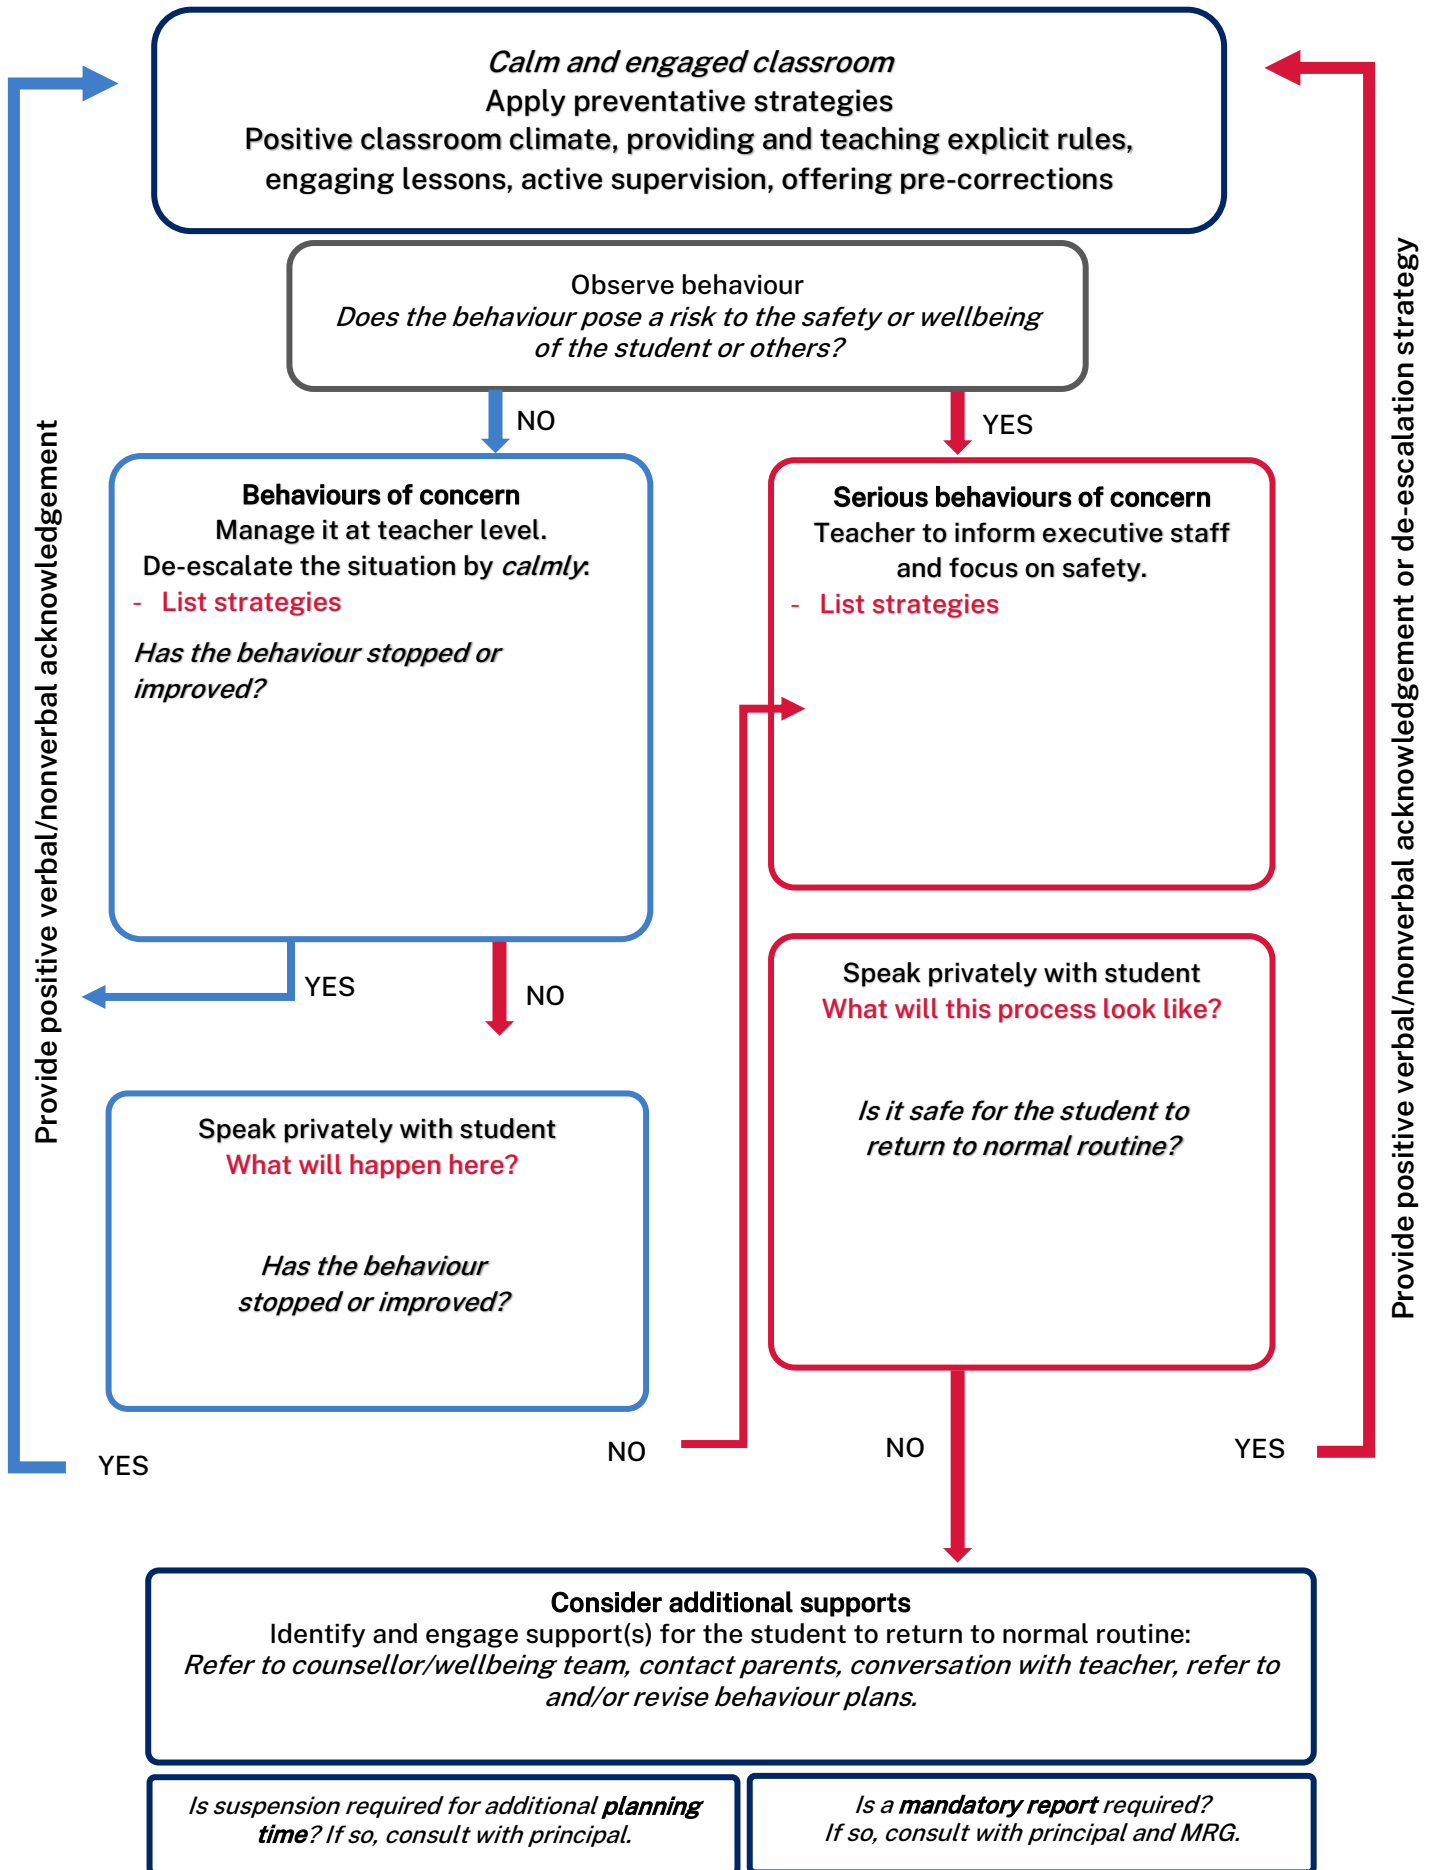 Calm and engaged classroom
Apply preventative strategies
Positive classroom climate, providing and teaching explicit rules,
engaging lessons, active supervision, offering pre-corrections
Observe behaviour
Does the behaviour pose a risk to the safety or wellbeing
of the student or others?
NO
YES
Behaviours of concern
Manage it at teacher level.
De-escalate the situation by calmly:
- List strategies
Has the behaviour stopped or
improved?
Serious behaviours of concern
Teacher to inform executive staff
and focus on safety.
- List strategies
YES
NO
Speak privately with student
What will happen here?
Has the behaviour
stopped or improved?
Speak privately with student
What will this process look like?
Is it safe for the student to
return to normal routine?
YES
NO
NO
YES
Provide positive verbal/nonverbal acknowledgement
Provide positive verbal/nonverbal acknowledgement or de-escalation strategy
Consider additional supports
Identify and engage support(s) for the student to return to normal routine:
Refer to counsellor/wellbeing team, contact parents, conversation with teacher, refer to
and/or revise behaviour plans.
Is suspension required for additional planning
time? If so, consult with principal.
Is a mandatory report required?
If so, consult with principal and MRG.